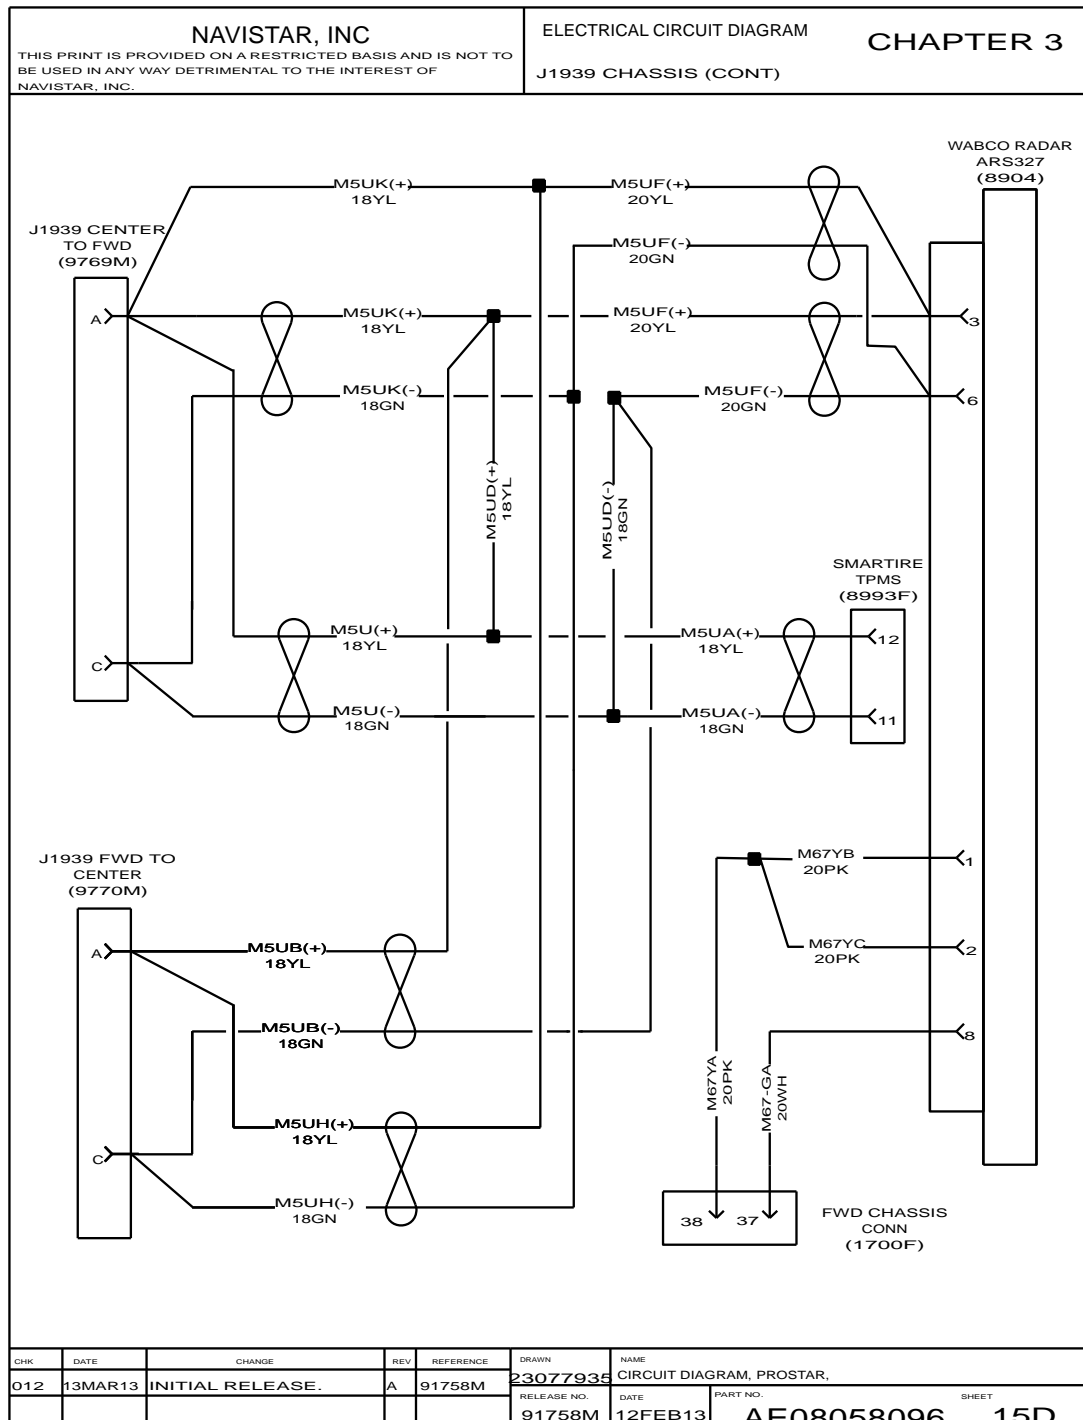 NAVISTAR, INC
THIS PRINT IS PROVIDED ON A RESTRICTED BASIS AND IS NOT TO
BE USED IN ANY WAY DETRIMENTAL TO THE INTEREST OF
NAVISTAR, INC.
ELECTRICAL CIRCUIT DIAGRAM
J1939 CHASSIS (CONT)
CHAPTER 3
WABCO RADAR
ARS327
(8904)
M5UK(+)
18YL
M5UF(+)
20YL
J1939 CENTER
TO FWD
(9769M)
M5UF(-)
20GN
A
M5UK(+)
18YL
M5UF(+)
20YL
3
M5UK(-)
18GN
M5UF(-)
20GN
6
M5UD(+)
18YL
M5UD(-)
18GN
SMARTIRE
TPMS
(8993F)
M5U(+)
18YL
M5UA(+)
18YL
12
C
M5U(-)
18GN
M5UA(-)
18GN
11
J1939 FWD TO
CENTER
(9770M)
M67YB
20PK
1
A
M5UB(+)
18YL
M67YC
20PK
2
M5UB(-)
18GN
8
M67YA
20PK
M67-GA
20WH
M5UH(+)
18YL
C
M5UH(-)
18GN
38
37
FWD CHASSIS
CONN
(1700F)
CHK DATE CHANGE REV REFERENCE DRAWN NAME
012 13MAR13 INITIAL RELEASE. A 91758M 23077935 CIRCUIT DIAGRAM, PROSTAR,
RELEASE NO. DATE PART NO. SHEET
91758M 12FEB13 AE08058096 15D